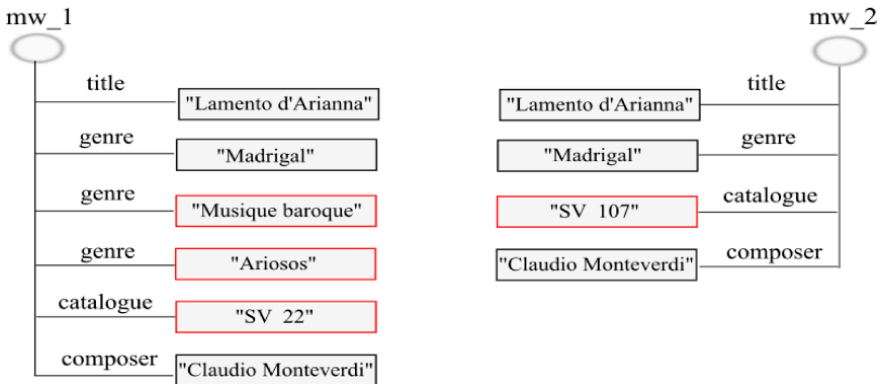 mw_1
title
"Lamento d'Arianna"
genre
"Madrigal"
genre
"Musique baroque"
genre
"Ariosos"
catalogue
"SV 22"
composer
"Claudio Monteverdi"
mw_2
title
"Lamento d'Arianna"
genre
"Madrigal"
catalogue
"SV 107"
composer
"Claudio Monteverdi"